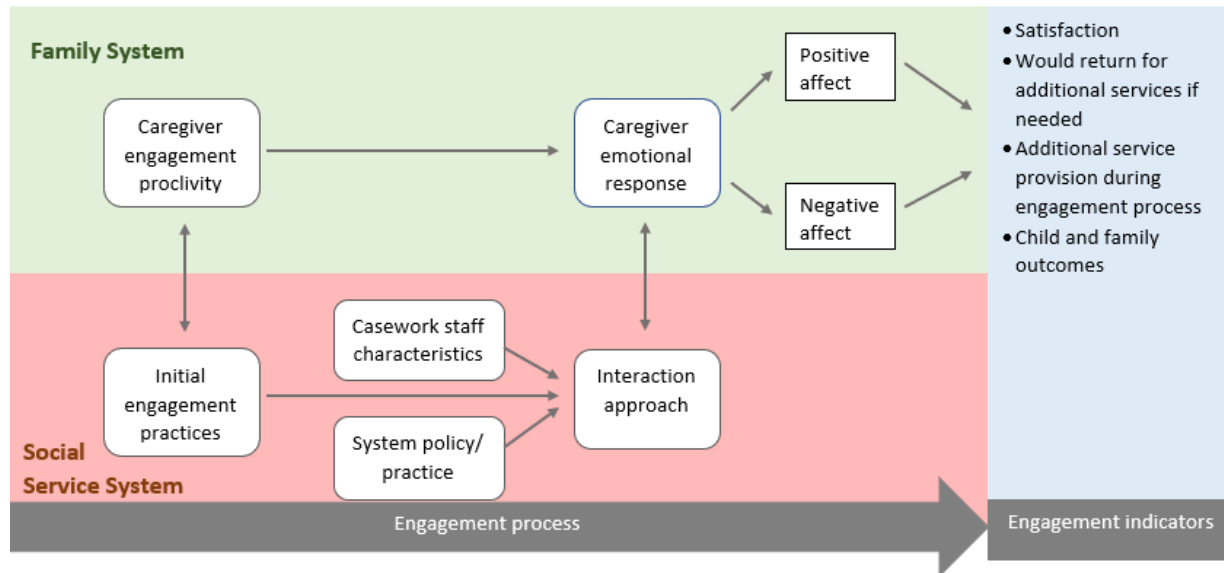 Family System
Caregiver
engagement
proclivity
Caregiver
emotional
response
Positive
affect
Negative
affect
• Satisfaction
• Would return for
additional services if
needed
• Additional service
provision during
engagement process
• Child and family
outcomes
Initial
engagement
practices
Casework staff
characteristics
System policy/
practice
Interaction
approach
Social
Service System
Engagement process
Engagement indicators